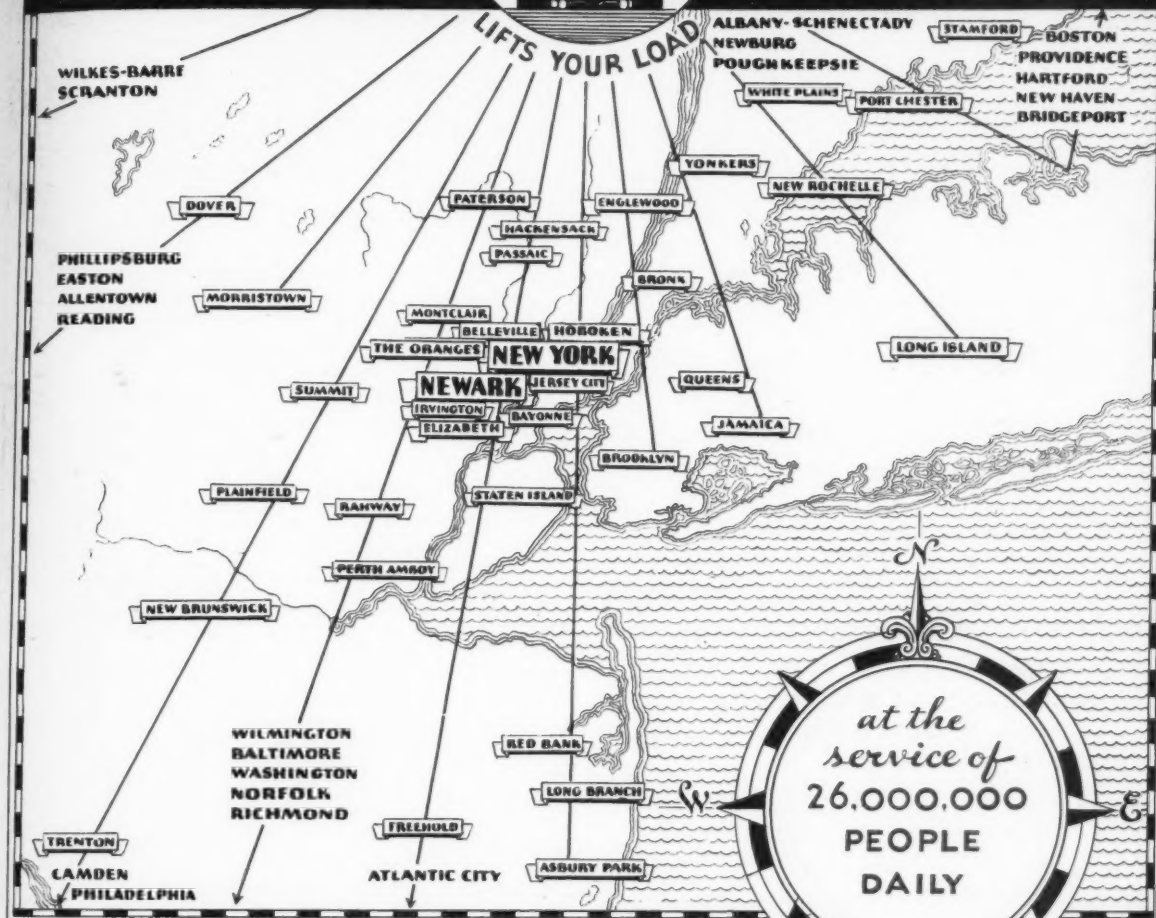 LIFTS YOUR LOAD
ALBANY-SCHENECTADY
NEWBURG
POUGHKEEPSIE
STAMFORD
BOSTON
PROVIDENCE
HARTFORD
NEW HAVEN
BRIDGEPORT
WILKES-BARRE
SCRANTON
WHITE PLAINS
PORT CHESTER
YONKERS
NEW ROCHELLE
DOVER
PATERSON
ENGLEWOOD
HACKENSACK
PASSAIC
PHILLIPSBURG
EASTON
ALLENTOWN
READING
BRONX
MORRISTOWN
MONTCLAIR
BELLEVILLE
HOBOKEN
THE ORANGES
NEW YORK
LONG ISLAND
NEWARK
JERSEY CITY
QUEENS
SUMMIT
IRVINGTON
BAYONNE
ELIZABETH
JAMAICA
BROOKLYN
PLAINFIELD
STATEN ISLAND
RAHWAY
PERTH AMBOY
NEW BRUNSWICK
N
WILMINGTON
BALTIMORE
WASHINGTON
NORFOLK
RICHMOND
RED BANK
LONG BRANCH
W
E
at the
service of
26,000,000
PEOPLE
DAILY
FREEHOLD
TRENTON
ASBURY PARK
CAMDEN
PHILADELPHIA
ATLANTIC CITY